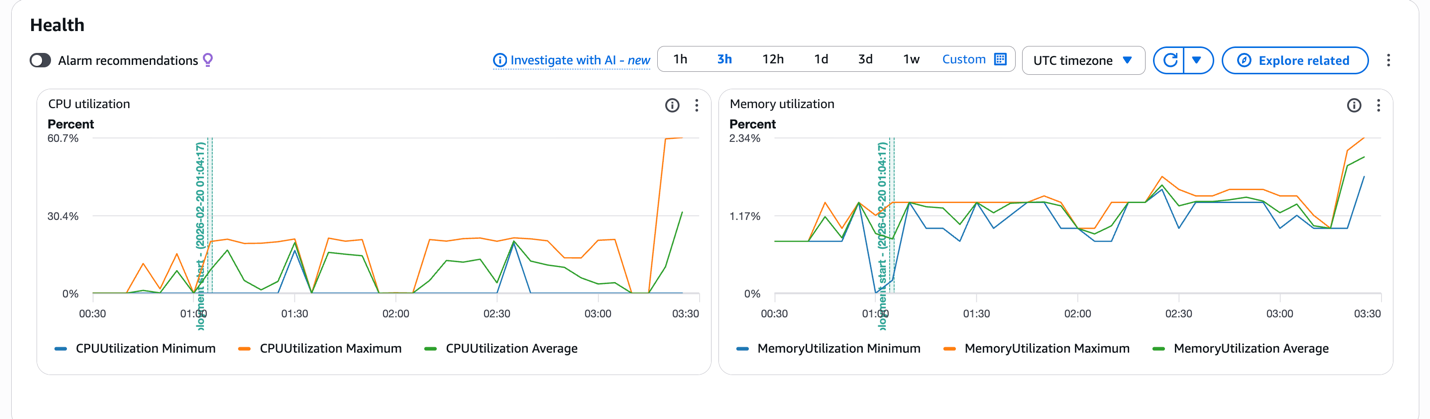 Health
Alarm recommendations
Investigate with AI - new
1h 3h 12h 1d 3d 1w Custom
UTC timezone
Explore related
CPU utilization
Percent
60.7%
30.4%
0%
loyment start - (2026-02-20 01:04:17)
00:30 01:00 01:30 02:00 02:30 03:00 03:30
CPUUtilization Minimum CPUUtilization Maximum CPUUtilization Average
Memory utilization
Percent
2.34%
1.17%
0%
loyment start - (2026-02-20 01:04:17)
00:30 01:00 01:30 02:00 02:30 03:00 03:30
MemoryUtilization Minimum MemoryUtilization Maximum MemoryUtilization Average